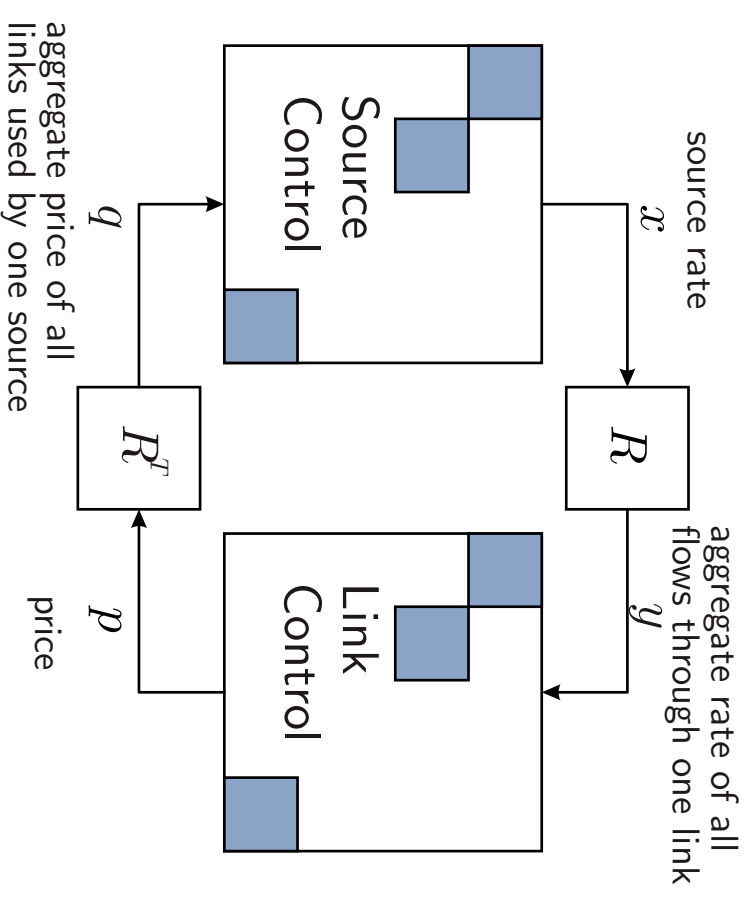 source rate
x
R
aggregate rate of all
flows through one link
y
Source
Control
Link
Control
R^T
q
aggregate price of all
links used by one source
p
price